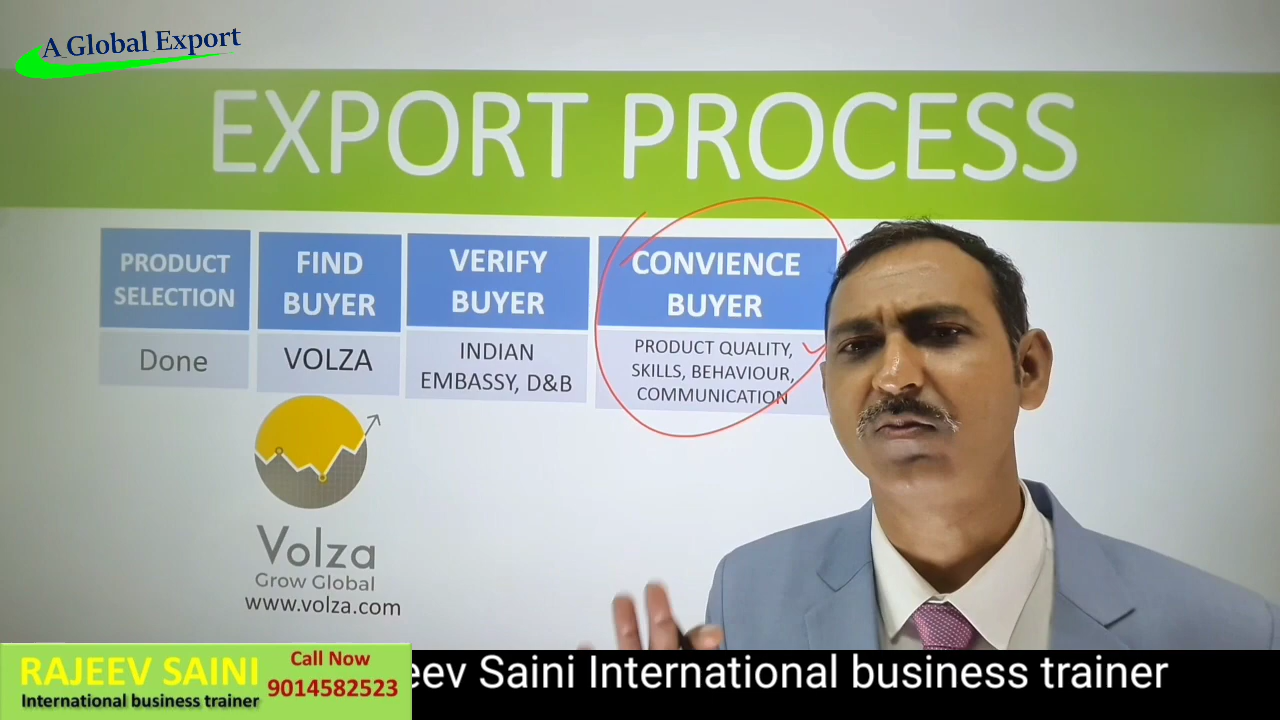 A Global Export
EXPORT PROCESS
PRODUCT
SELECTION
FIND
BUYER
VERIFY
BUYER
CONVIENCE
BUYER
Done
VOLZA
INDIAN
EMBASSY, D&B
PRODUCT QUALITY,
SKILLS, BEHAVIOUR,
COMMUNICATION
Volza
Grow Global
www.volza.com
RAJEEV SAINI
International business trainer
Call Now
9014582523
eev Saini International business trainer